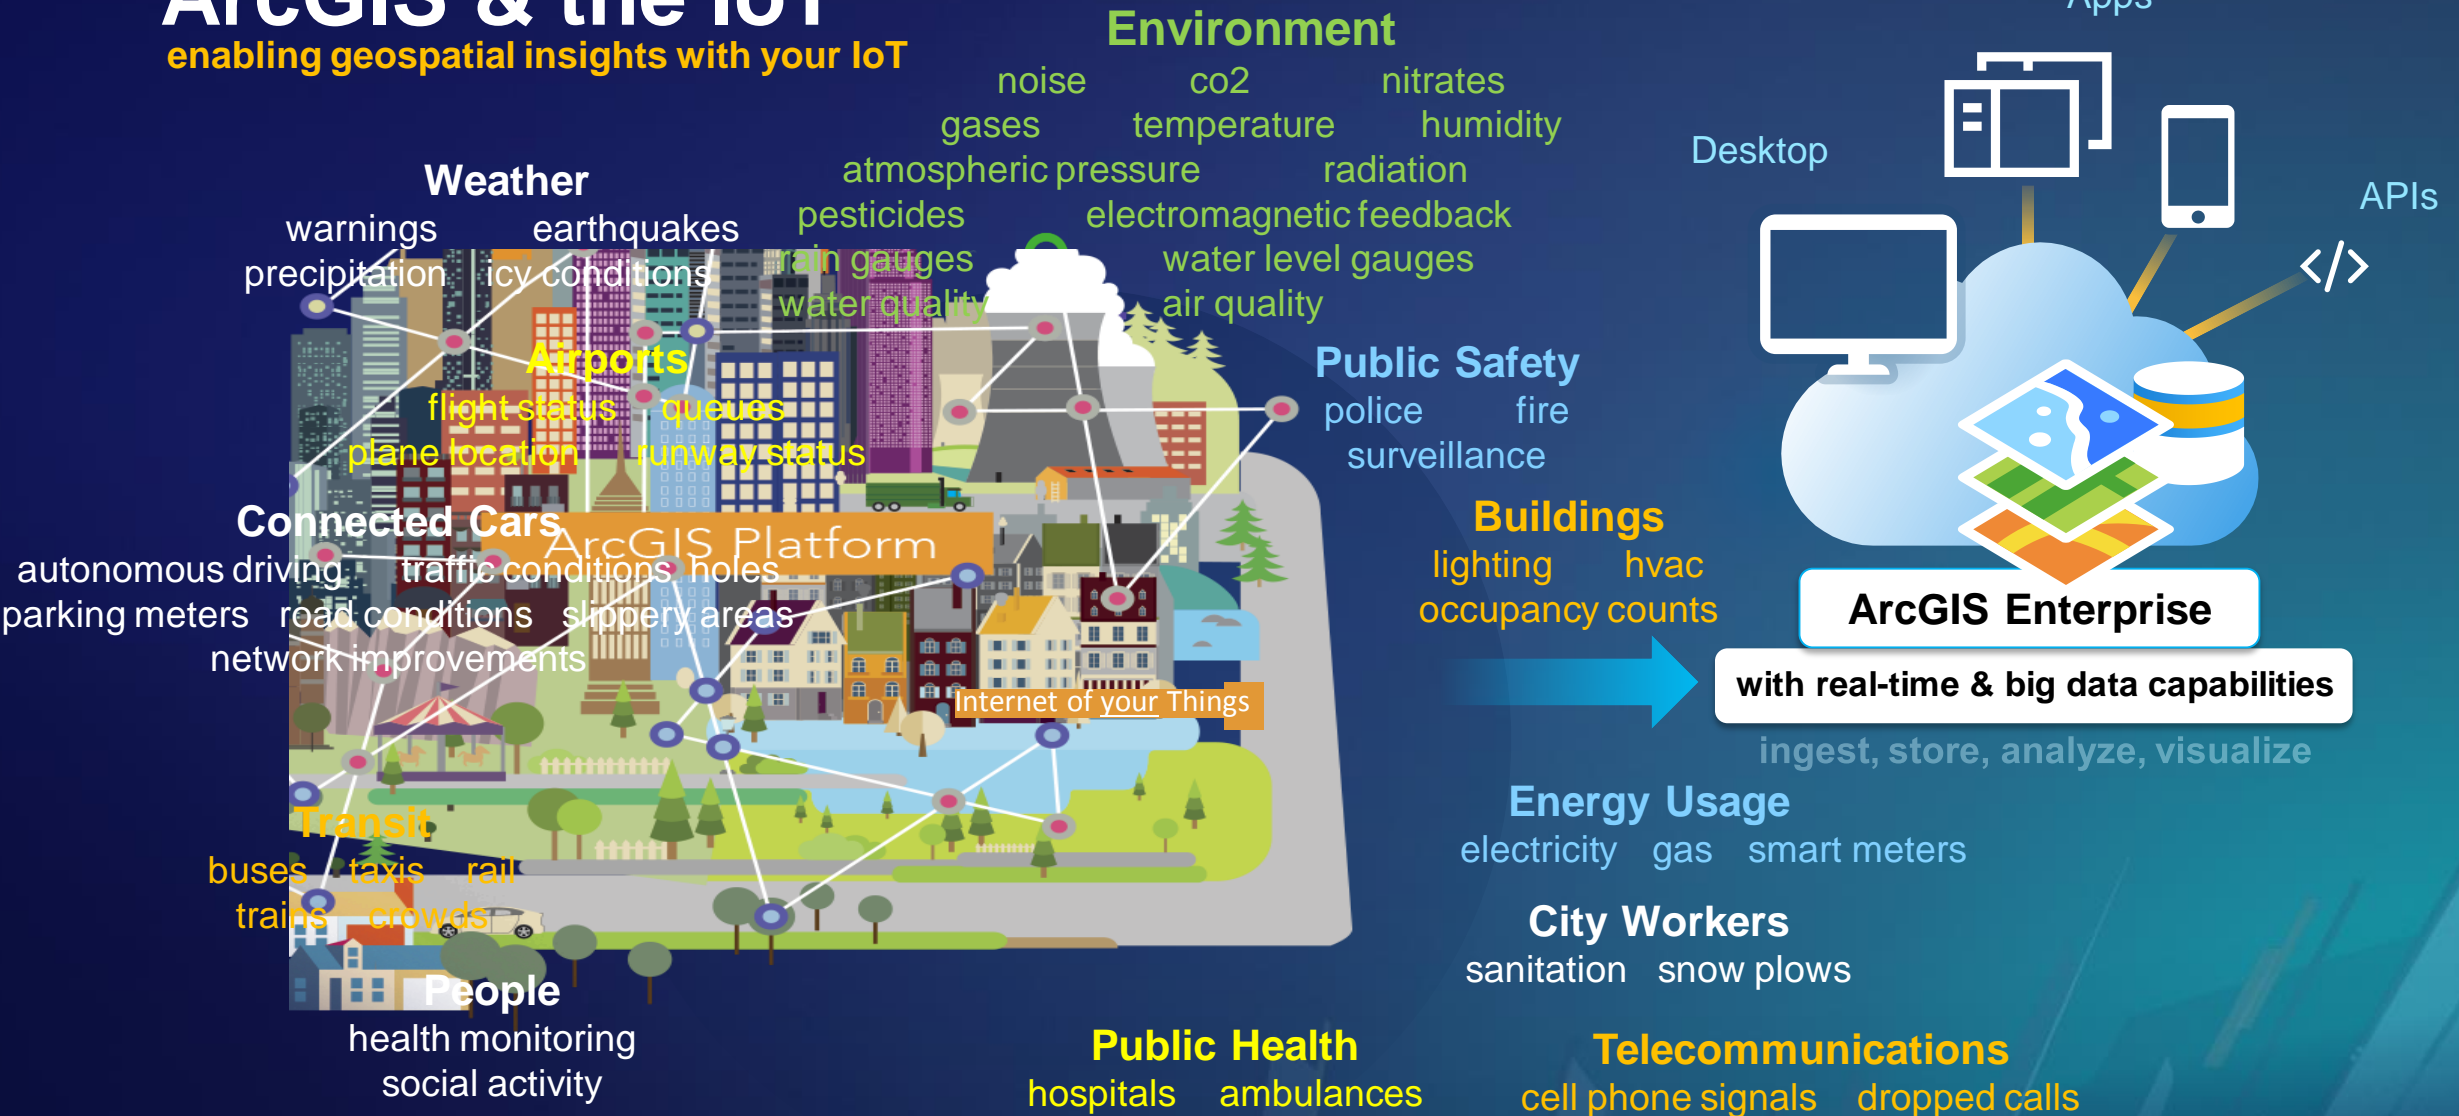 ArcGIS & the IoT
enabling geospatial insights with your IoT
Environment
noise co2 nitrates
gases temperature humidity
atmospheric pressure radiation
pesticides electromagnetic feedback
rain gauges water level gauges
water quality air quality
Weather
warnings earthquakes
precipitation icy conditions
Airports
flight status queues
plane location runway status
Connected Cars
autonomous driving traffic conditions holes
parking meters road conditions slippery areas
network improvements
ArcGIS Platform
Internet of your Things
Transit
buses taxis rail
trains crowds
People
health monitoring
social activity
Public Safety
police fire
surveillance
Buildings
lighting hvac
occupancy counts
Apps
Desktop
APIs
</>
ArcGIS Enterprise
with real-time & big data capabilities
ingest, store, analyze, visualize
Energy Usage
electricity gas smart meters
City Workers
sanitation snow plows
Public Health
hospitals ambulances
Telecommunications
cell phone signals dropped calls